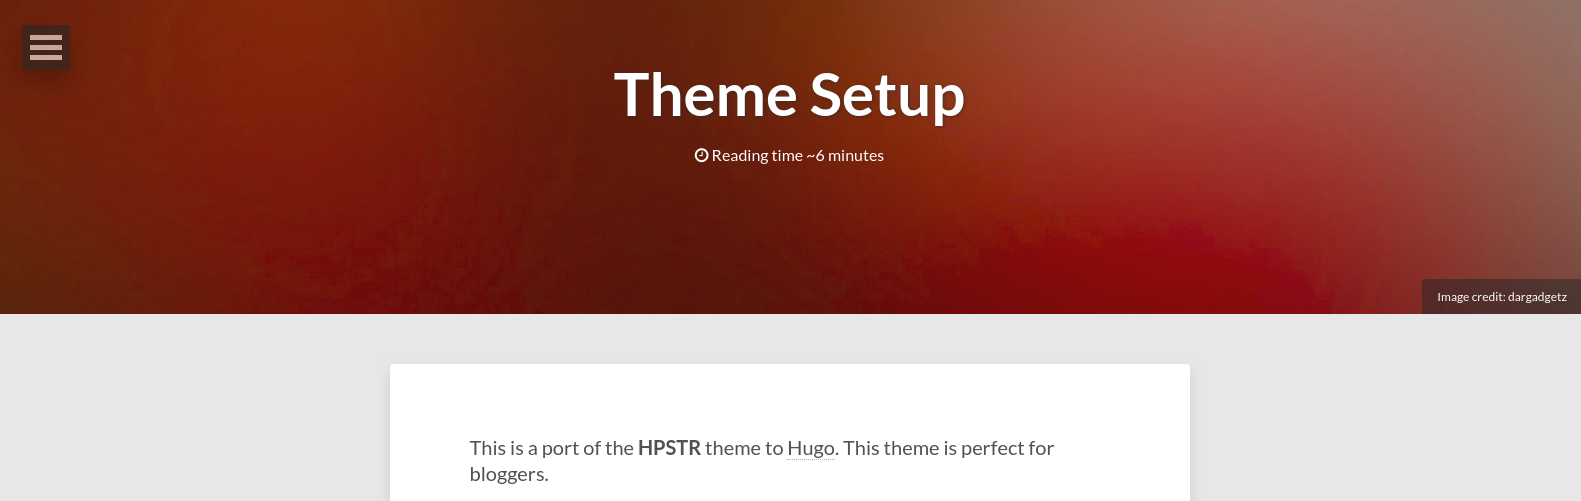 Theme Setup
Reading time ~6 minutes
Image credit: dargadgetz
This is a port of the HPSTR theme to Hugo. This theme is perfect for
bloggers.